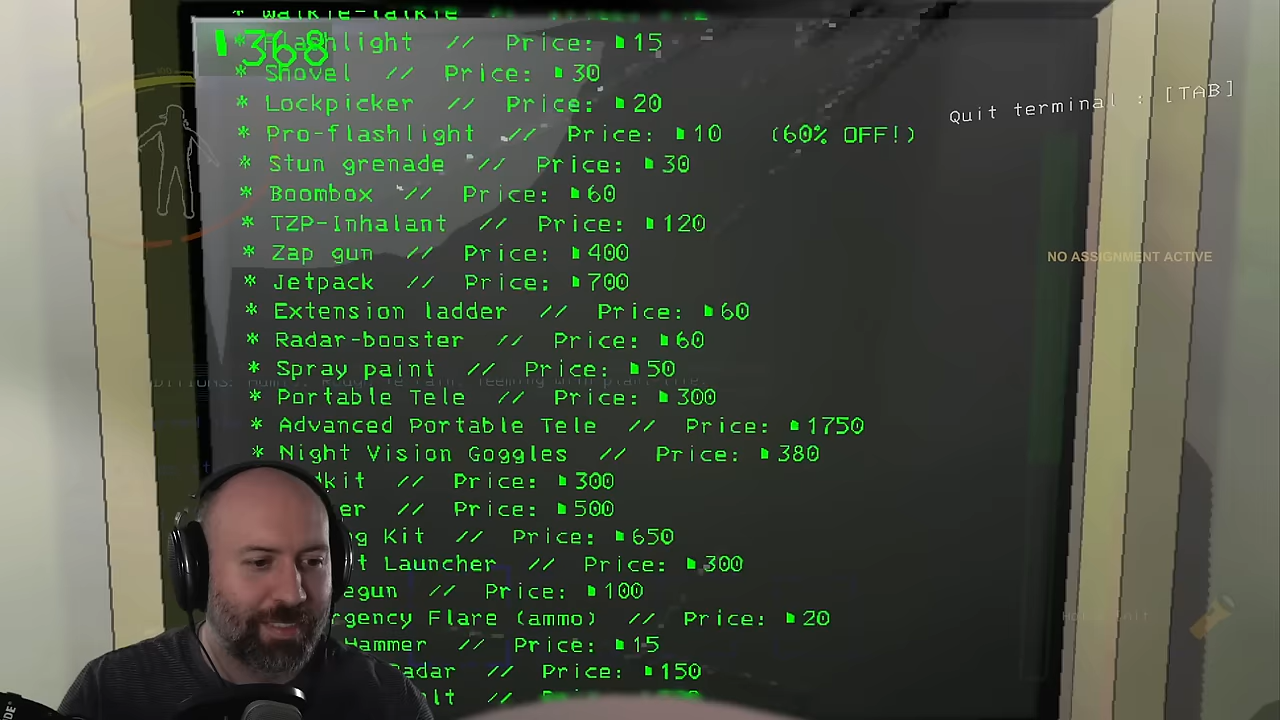 * walkie-talkie //
368
* Flashlight // Price: ▮15
* Shovel // Price: ▮30
* Lockpicker // Price: ▮20
* Pro-flashlight // Price: ▮10 (60% OFF!)
* Stun grenade // Price: ▮30
* Boombox // Price: ▮60
* TZP-Inhalant // Price: ▮120
* Zap gun // Price: ▮400
* Jetpack // Price: ▮700
* Extension ladder // Price: ▮60
* Radar-booster // Price: ▮60
* Spray paint // Price: ▮50
* Portable Tele // Price: ▮300
* Advanced Portable Tele // Price: ▮1750
* Night Vision Goggles // Price: ▮380
// Price: ▮300
// Price: ▮500
Kit // Price: ▮650
Launcher // Price: ▮300
// Price: ▮100
Flare (ammo) // Price: ▮20
Hammer // Price: ▮15
Radar // Price: ▮150
//
Quit terminal : [TAB]
NO ASSIGNMENT ACTIVE